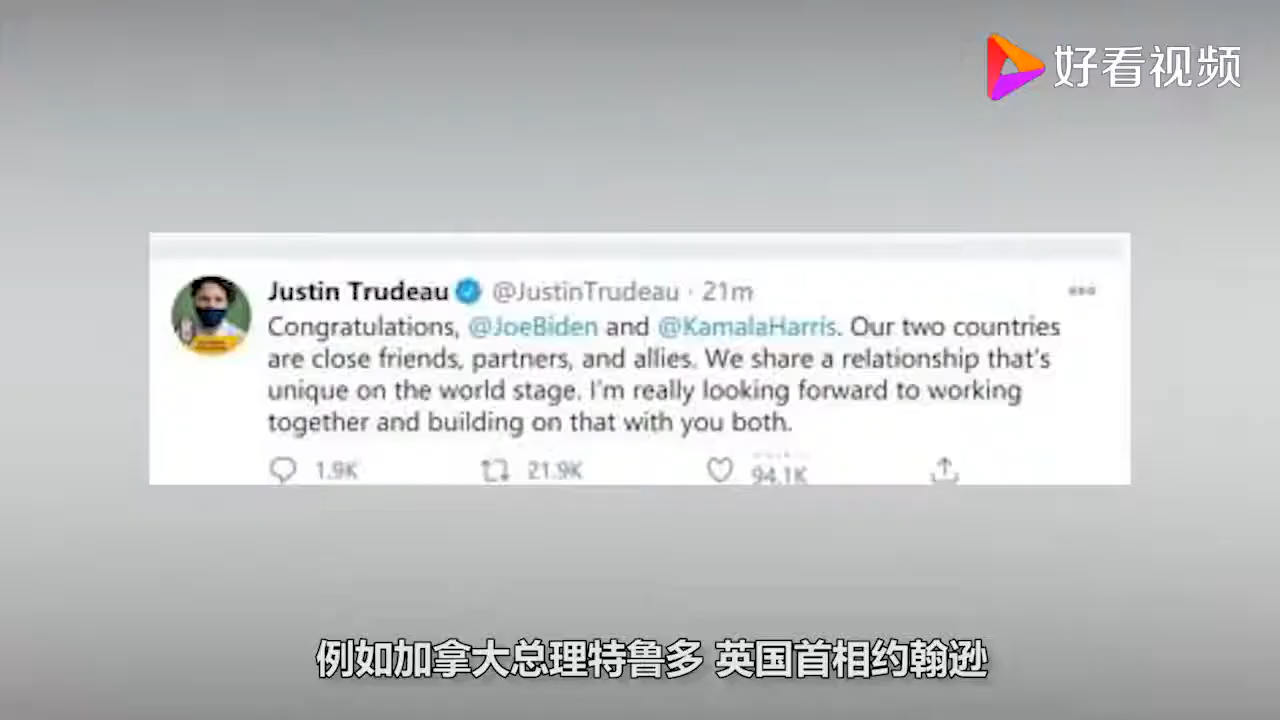 好看视频
Justin Trudeau @JustinTrudeau · 21m
Congratulations, @JoeBiden and @KamalaHarris. Our two countries
are close friends, partners, and allies. We share a relationship that's
unique on the world stage. I'm really looking forward to working
together and building on that with you both.
1.9K 21.9K 94.1K
例如加拿大总理特鲁多 英国首相约翰逊